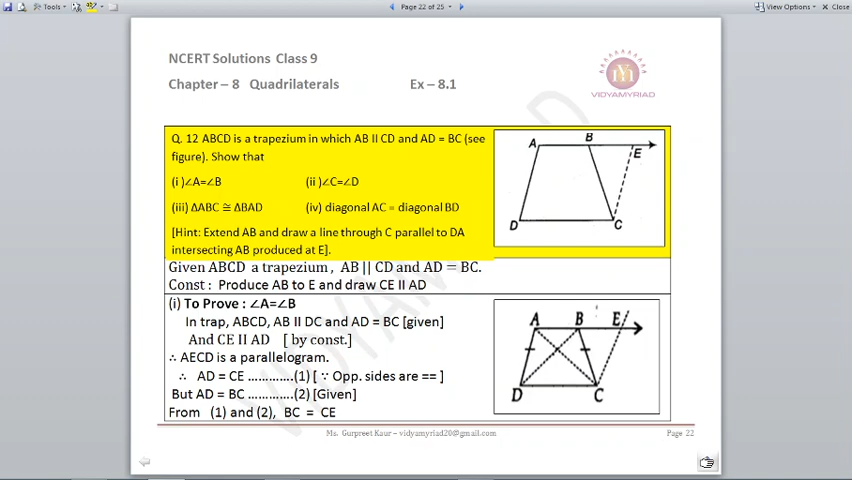 Tools
Page 22 of 25
View Options
Close
NCERT Solutions Class 9
Chapter – 8 Quadrilaterals Ex – 8.1
VIDYAMYRIAD
Q. 12 ABCD is a trapezium in which AB ll CD and AD = BC (see
figure). Show that
(i )∠A=∠B (ii )∠C=∠D
(iii) ΔABC ≅ ΔBAD (iv) diagonal AC = diagonal BD
[Hint: Extend AB and draw a line through C parallel to DA
intersecting AB produced at E].
A B E
D C
Given ABCD a trapezium , AB || CD and AD = BC.
Const : Produce AB to E and draw CE ll AD
(i) To Prove : ∠A=∠B
In trap, ABCD, AB ll DC and AD = BC [given]
And CE ll AD [ by const.]
∴ AECD is a parallelogram.
∴ AD = CE ………….(1) [ ∵ Opp. sides are == ]
But AD = BC ………….(2) [Given]
From (1) and (2), BC = CE
A B E
D C
Ms. Gurpreet Kaur – vidyamyriad20@gmail.com
Page 22